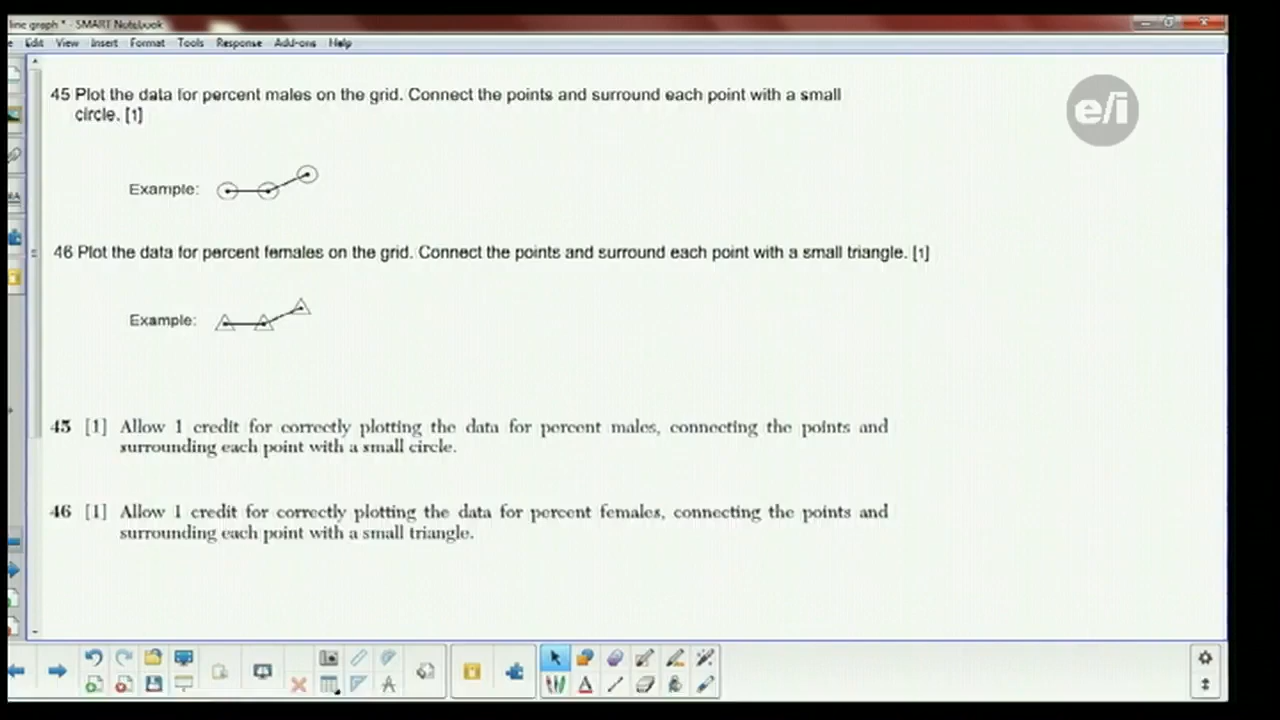 line graph * - SMART Notebook
Edit View Insert Format Tools Response Add-ons Help
e/i
45 Plot the data for percent males on the grid. Connect the points and surround each point with a small
circle. [1]
Example:
46 Plot the data for percent females on the grid. Connect the points and surround each point with a small triangle. [1]
Example:
45 [1] Allow 1 credit for correctly plotting the data for percent males, connecting the points and
surrounding each point with a small circle.
46 [1] Allow 1 credit for correctly plotting the data for percent females, connecting the points and
surrounding each point with a small triangle.